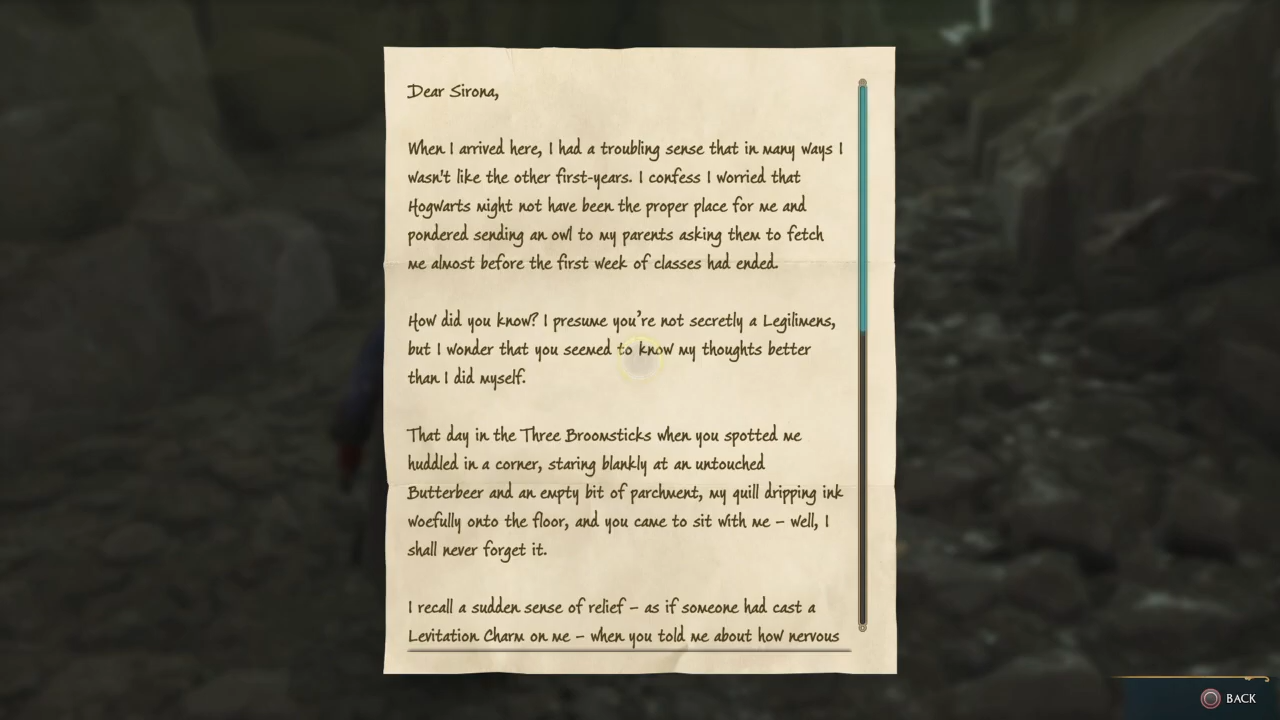 Dear Sirona,
When I arrived here, I had a troubling sense that in many ways I
wasn't like the other first-years. I confess I worried that
Hogwarts might not have been the proper place for me and
pondered sending an owl to my parents asking them to fetch
me almost before the first week of classes had ended.
How did you know? I presume you're not secretly a Legilimens,
but I wonder that you seemed to know my thoughts better
than I did myself.
That day in the Three Broomsticks when you spotted me
huddled in a corner, staring blankly at an untouched
Butterbeer and an empty bit of parchment, my quill dripping ink
woefully onto the floor, and you came to sit with me – well, I
shall never forget it.
I recall a sudden sense of relief – as if someone had cast a
Levitation Charm on me – when you told me about how nervous
BACK